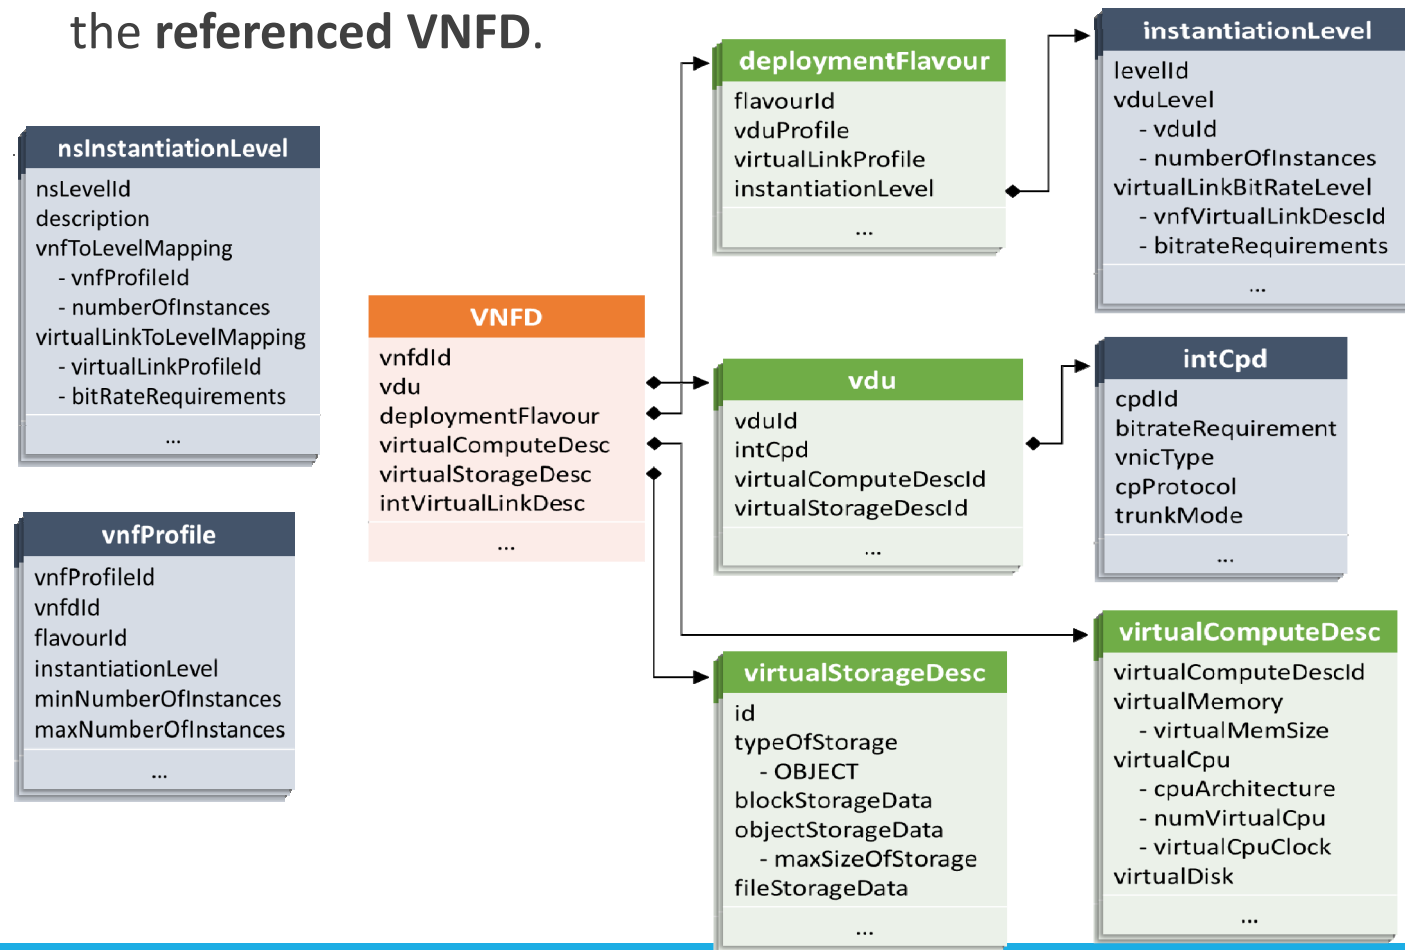 the referenced VNFD.
nsInstantiationLevel
nsLevelId
description
vnfToLevelMapping
- vnfProfileId
- numberOfInstances
virtualLinkToLevelMapping
- virtualLinkProfileId
- bitRateRequirements
...
vnfProfile
vnfProfileId
vnfdId
flavourId
instantiationLevel
minNumberOfInstances
maxNumberOfInstances
...
VNFD
vnfdId
vdu
deploymentFlavour
virtualComputeDesc
virtualStorageDesc
intVirtualLinkDesc
...
deploymentFlavour
flavourId
vduProfile
virtualLinkProfile
instantiationLevel
...
vdu
vduId
intCpd
virtualComputeDescId
virtualStorageDescId
...
virtualStorageDesc
id
typeOfStorage
- OBJECT
blockStorageData
objectStorageData
- maxSizeOfStorage
fileStorageData
...
instantiationLevel
levelId
vduLevel
- vduId
- numberOfInstances
virtualLinkBitRateLevel
- vnfVirtualLinkDescId
- bitrateRequirements
...
intCpd
cpdId
bitrateRequirement
vnicType
cpProtocol
trunkMode
...
virtualComputeDesc
virtualComputeDescId
virtualMemory
- virtualMemSize
virtualCpu
- cpuArchitecture
- numVirtualCpu
- virtualCpuClock
virtualDisk
...